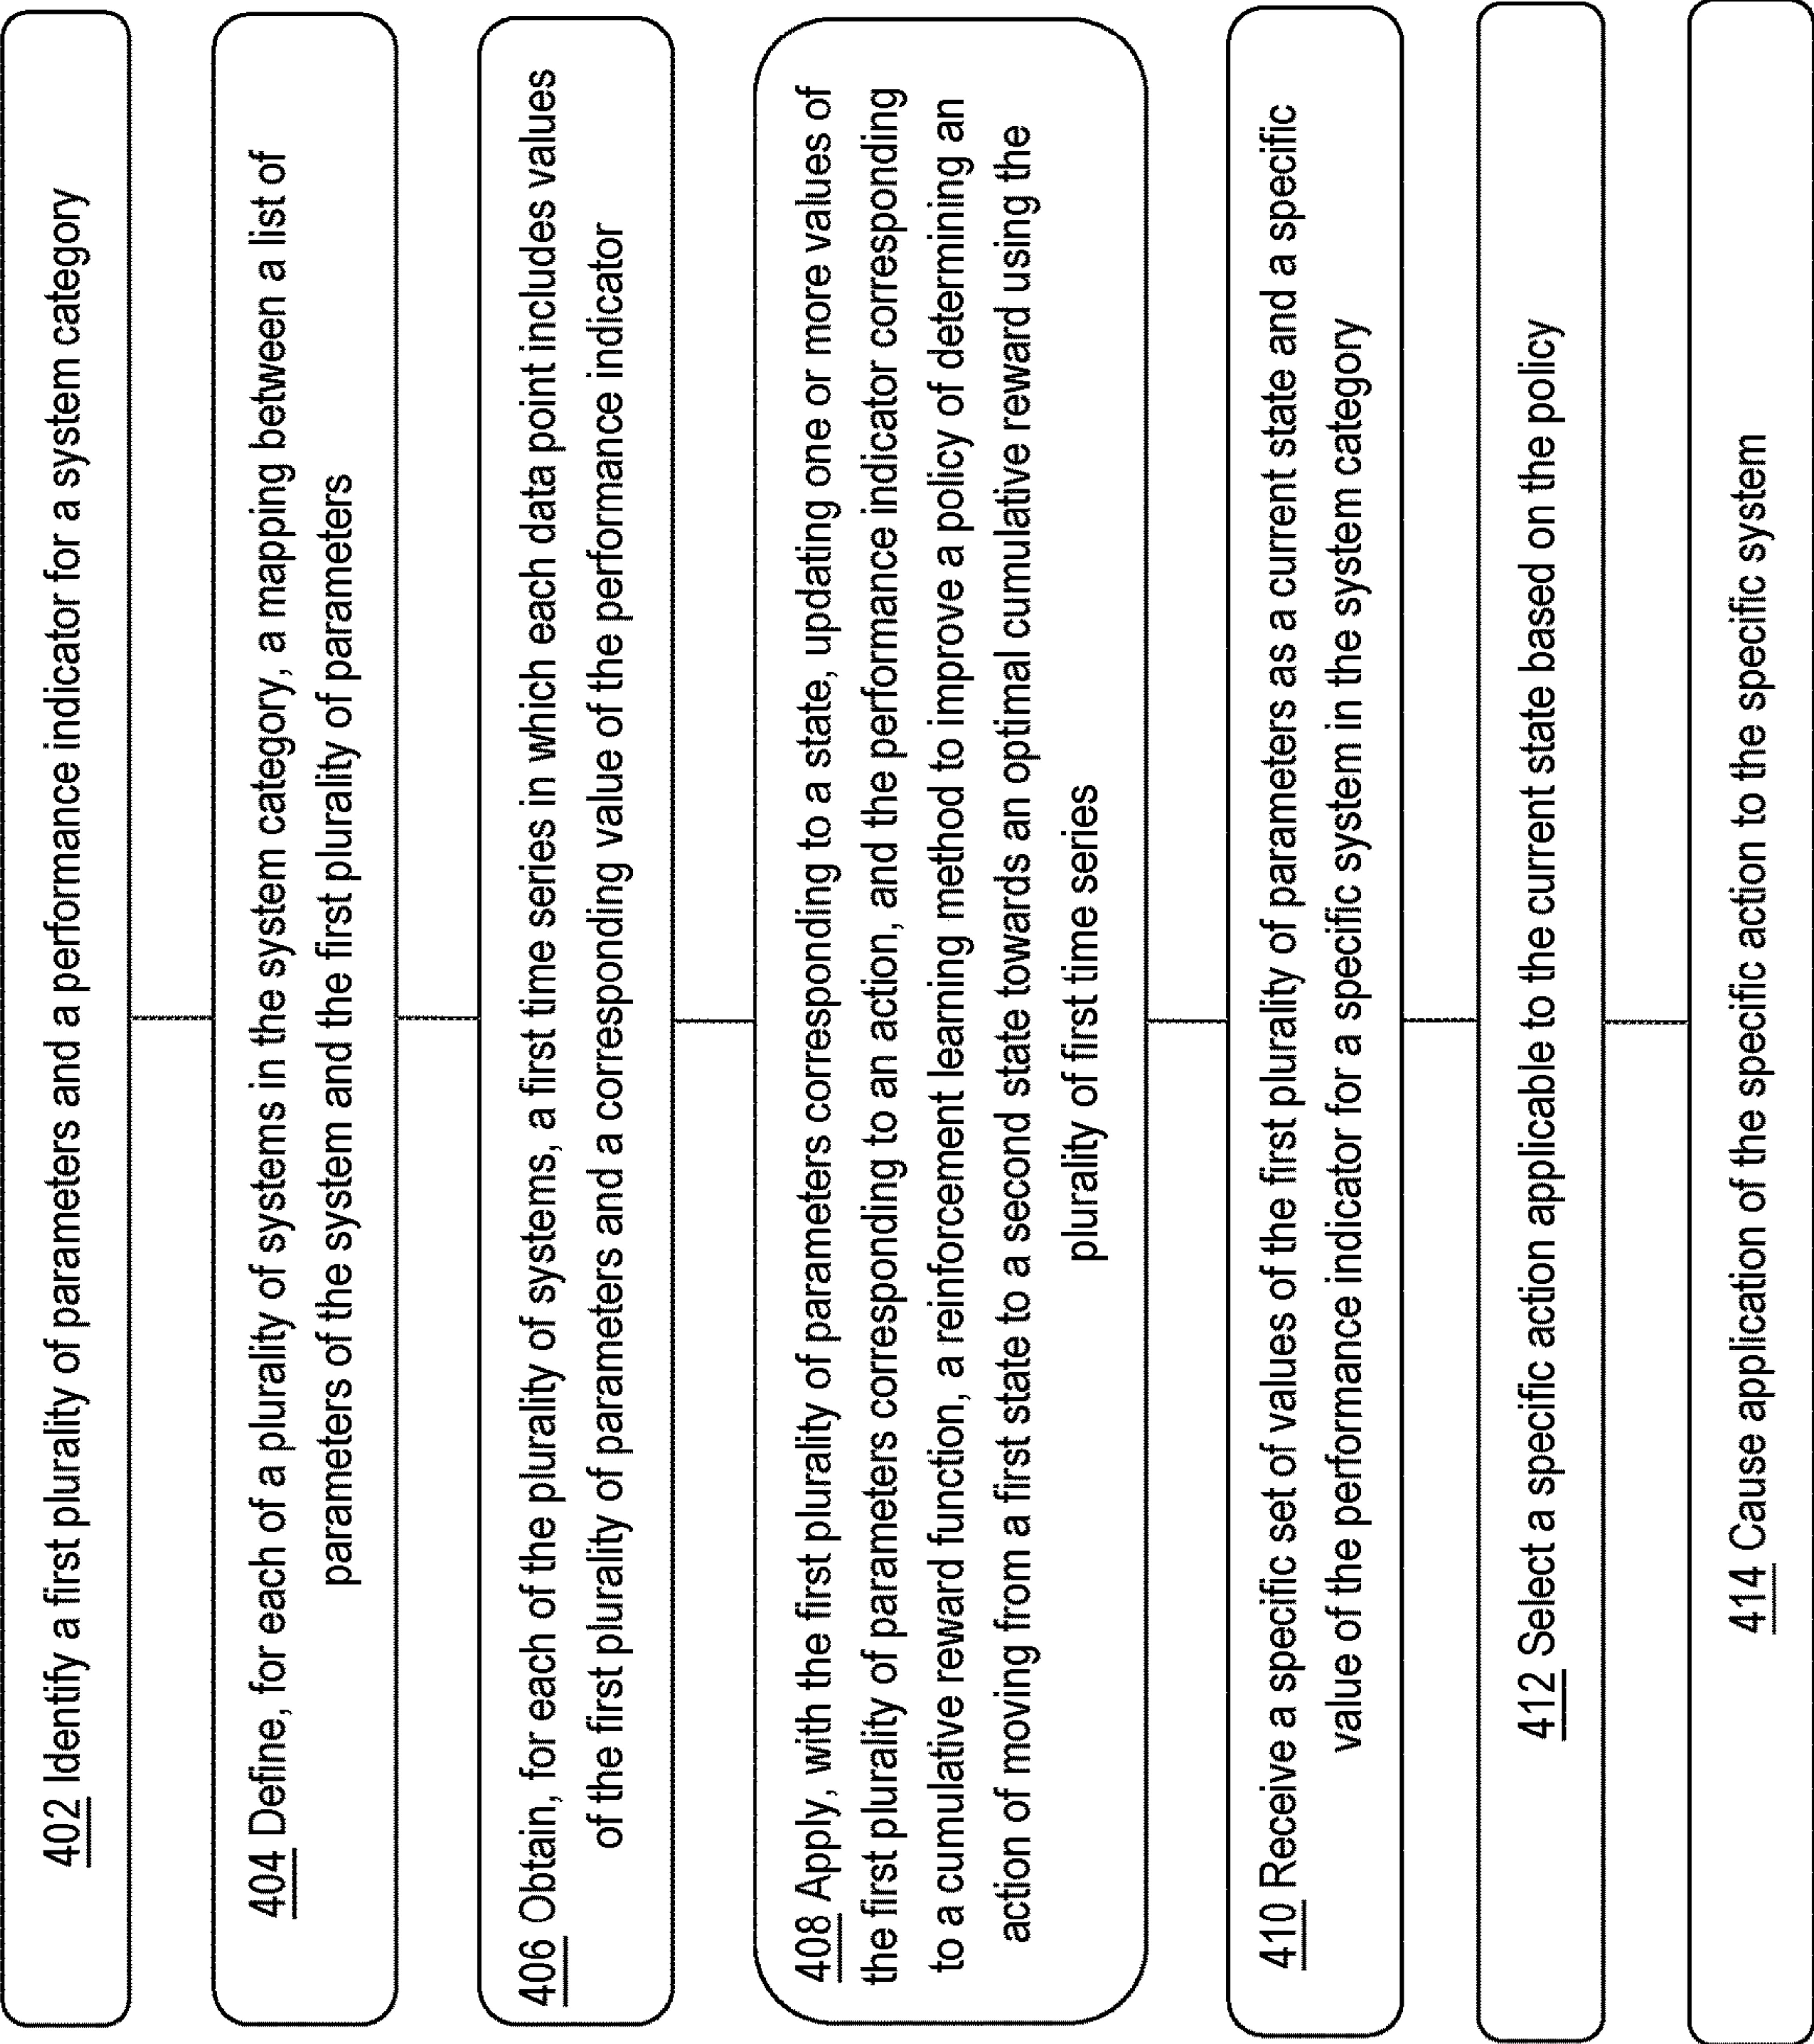 402 Identify a first plurality of parameters and a performance indicator for a system category
404 Define, for each of a plurality of systems in the system category, a mapping between a list of
parameters of the system and the first plurality of parameters
406 Obtain, for each of the plurality of systems, a first time series in which each data point includes values
of the first plurality of parameters and a corresponding value of the performance indicator
408 Apply, with the first plurality of parameters corresponding to a state, updating one or more values of
the first plurality of parameters corresponding to an action, and the performance indicator corresponding
to a cumulative reward function, a reinforcement learning method to improve a policy of determining an
action of moving from a first state to a second state towards an optimal cumulative reward using the
plurality of first time series
410 Receive a specific set of values of the first plurality of parameters as a current state and a specific
value of the performance indicator for a specific system in the system category
412 Select a specific action applicable to the current state based on the policy
414 Cause application of the specific action to the specific system